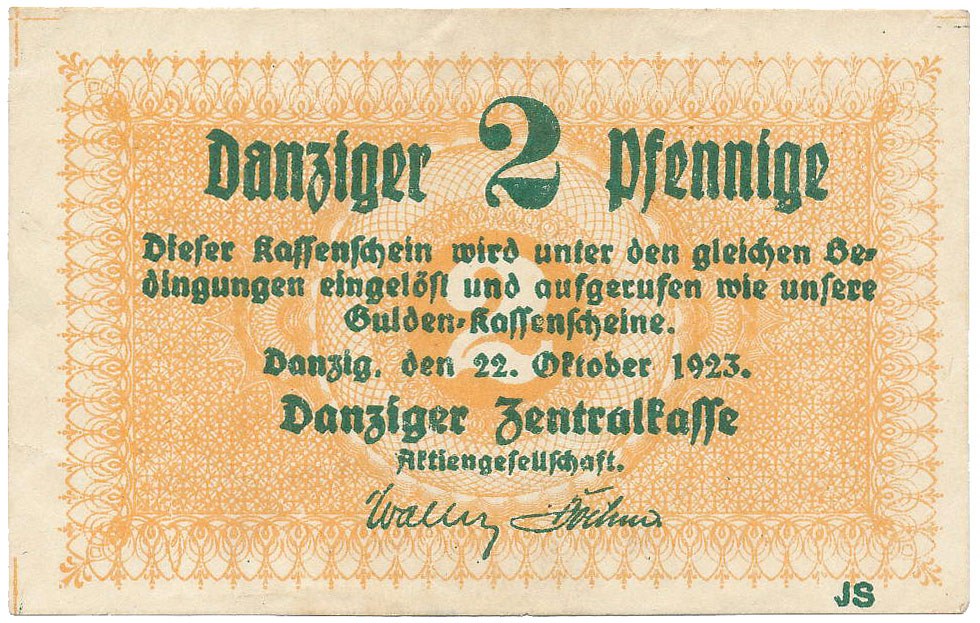 Danziger 2 Pfennige
Dieser Kassenschein wird unter den gleichen Be-
dingungen eingelöst und aufgerufen wie unsere
Gulden-Kassenscheine.
2
Danzig, den 22. Oktober 1923.
Danziger Zentralkasse
Aktiengesellschaft.
JS